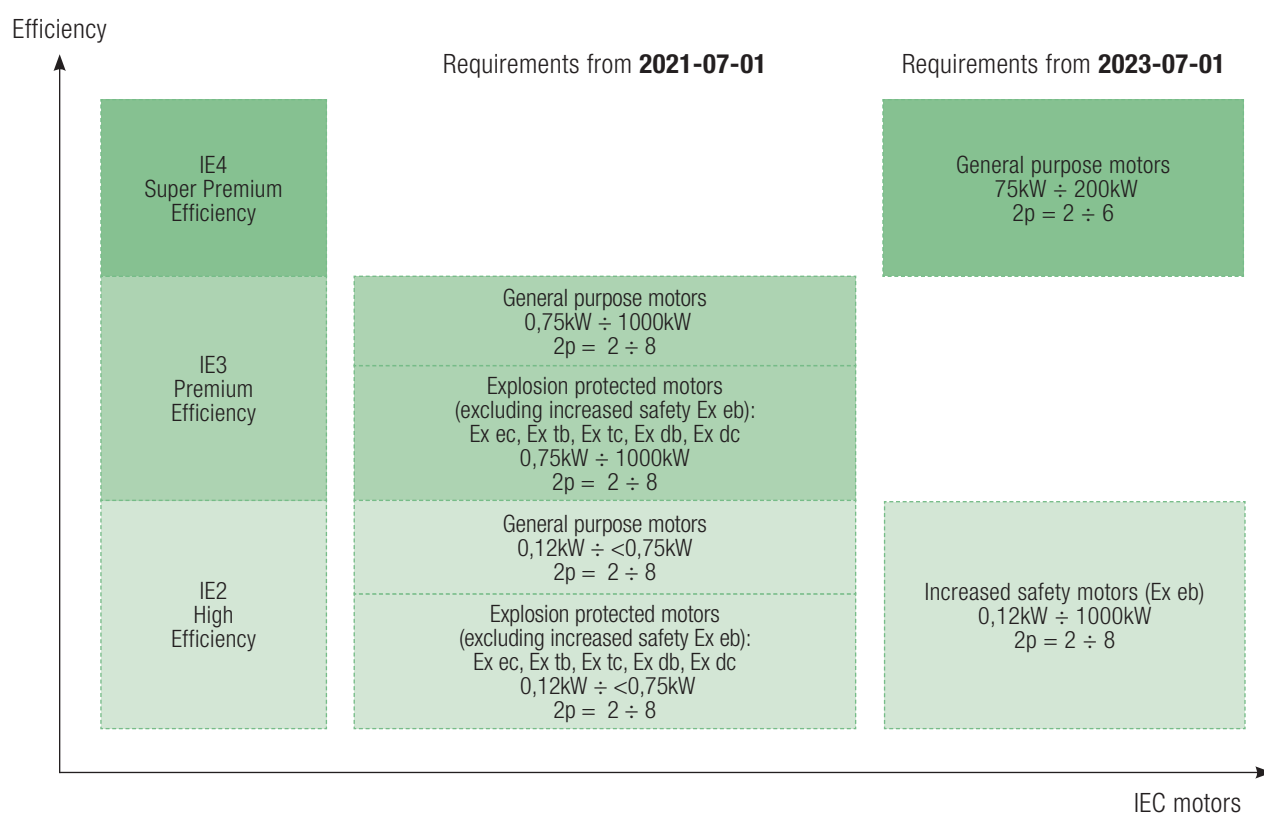 Efficiency
Requirements from 2021-07-01
Requirements from 2023-07-01
IE4
Super Premium
Efficiency
General purpose motors
75kW ÷ 200kW
2p = 2 ÷ 6
IE3
Premium
Efficiency
General purpose motors
0,75kW ÷ 1000kW
2p = 2 ÷ 8
Explosion protected motors
(excluding increased safety Ex eb):
Ex ec, Ex tb, Ex tc, Ex db, Ex dc
0,75kW ÷ 1000kW
2p = 2 ÷ 8
IE2
High
Efficiency
General purpose motors
0,12kW ÷ <0,75kW
2p = 2 ÷ 8
Explosion protected motors
(excluding increased safety Ex eb):
Ex ec, Ex tb, Ex tc, Ex db, Ex dc
0,12kW ÷ <0,75kW
2p = 2 ÷ 8
Increased safety motors (Ex eb)
0,12kW ÷ 1000kW
2p = 2 ÷ 8
IEC motors